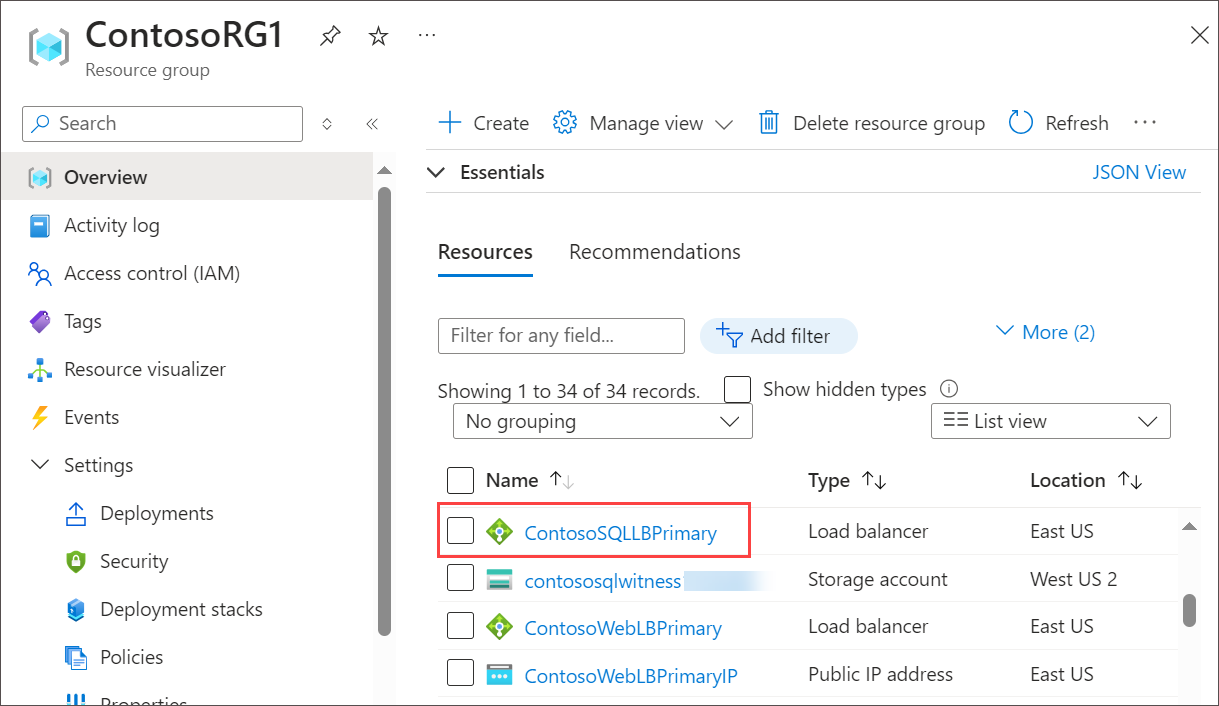 ContosoRG1
Resource group
Search
Overview
Activity log
Access control (IAM)
Tags
Resource visualizer
Events
Settings
Deployments
Security
Deployment stacks
Policies
Properties
Create
Manage view
Delete resource group
Refresh
Essentials
JSON View
Resources
Recommendations
Filter for any field...
Add filter
More (2)
Showing 1 to 34 of 34 records.
Show hidden types
No grouping
List view
Name Type Location
ContosoSQLLBPrimary Load balancer East US
contososqlwitness Storage account West US 2
ContosoWebLBPrimary Load balancer East US
ContosoWebLBPrimaryIP Public IP address East US